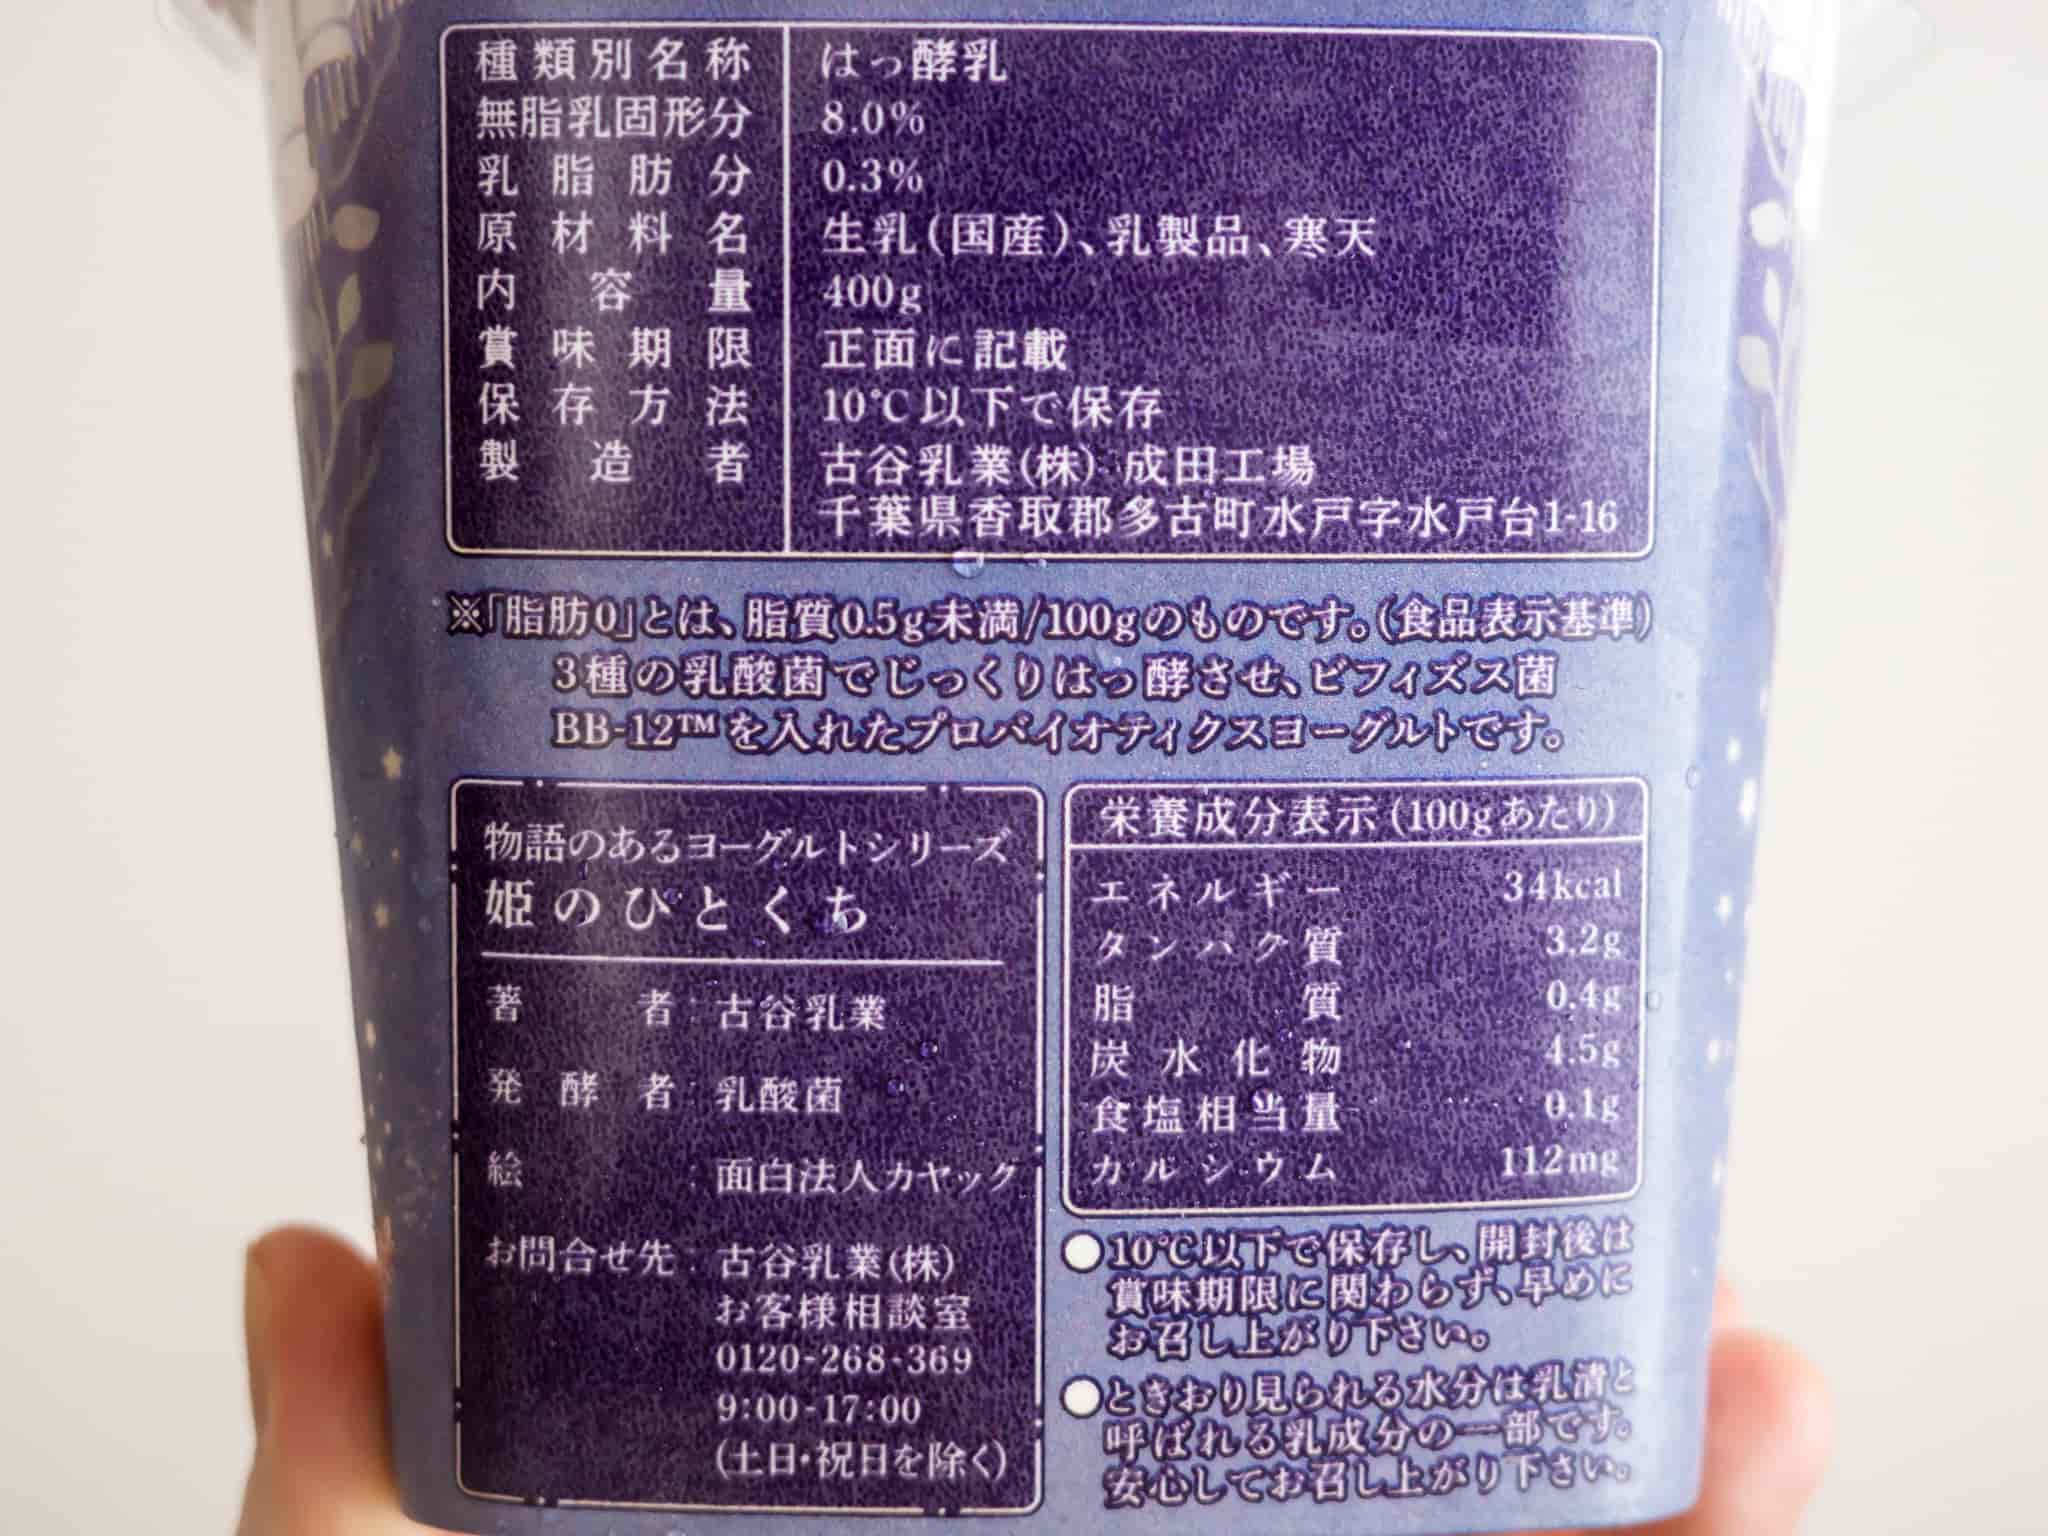 種類別名称 はっ酵乳
無脂乳固形分 8.0%
乳脂肪分 0.3%
原材料名 生乳(国産)、乳製品、寒天
内容量 400g
賞味期限 正面に記載
保存方法 10℃以下で保存
製造者 古谷乳業(株) 成田工場
千葉県香取郡多古町水戸字水戸台1-16
※「脂肪0」とは、脂質0.5g未満/100gのものです。(食品表示基準)
3種の乳酸菌でじっくりはっ酵させ、ビフィズス菌
BB-12™を入れたプロバイオティクスヨーグルトです。
物語のあるヨーグルトシリーズ
姫のひとくち
著者:古谷乳業
発酵者:乳酸菌
絵:面白法人カヤック
お問合せ先:古谷乳業(株)
お客様相談室
0120-268-369
9:00-17:00
(土日・祝日を除く)
栄養成分表示(100gあたり)
エネルギー 34kcal
タンパク質 3.2g
脂質 0.4g
炭水化物 4.5g
食塩相当量 0.1g
カルシウム 112mg
●10℃以下で保存し、開封後は
賞味期限に関わらず、早めに
お召し上がり下さい。
●ときおり見られる水分は乳清と
呼ばれる乳成分の一部です。
安心してお召し上がり下さい。